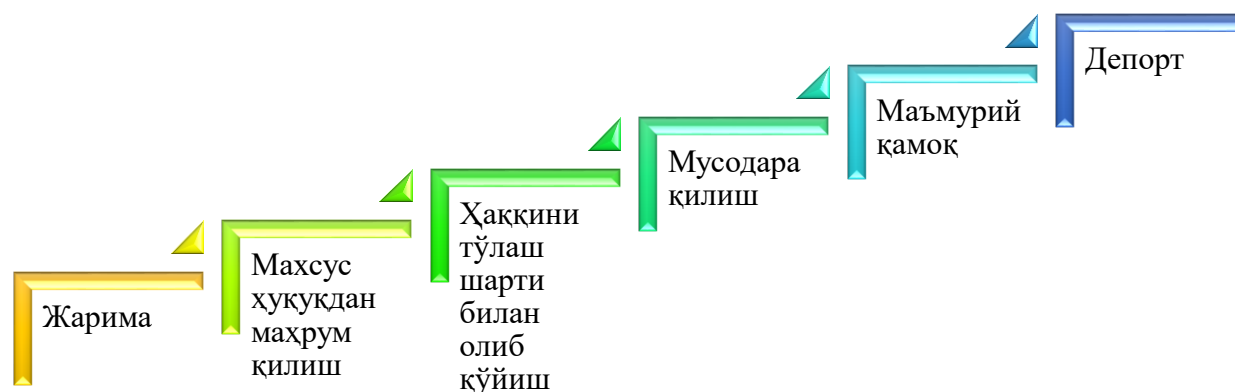 Жарима
Махсус
ҳуқуқдан
маҳрум
қилиш
Ҳаққини
тўлаш
шарти
билан
олиб
қўйиш
Мусодара
қилиш
Маъмурий
қамоқ
Депорт